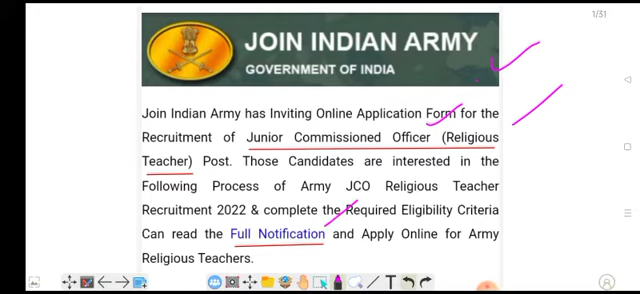 1/31
JOIN INDIAN ARMY
GOVERNMENT OF INDIA
Join Indian Army has Inviting Online Application Form for the
Recruitment of Junior Commissioned Officer (Religious
Teacher) Post. Those Candidates are interested in the
Following Process of Army JCO Religious Teacher
Recruitment 2022 & complete the Required Eligibility Criteria
Can read the Full Notification and Apply Online for Army
Religious Teachers.
T